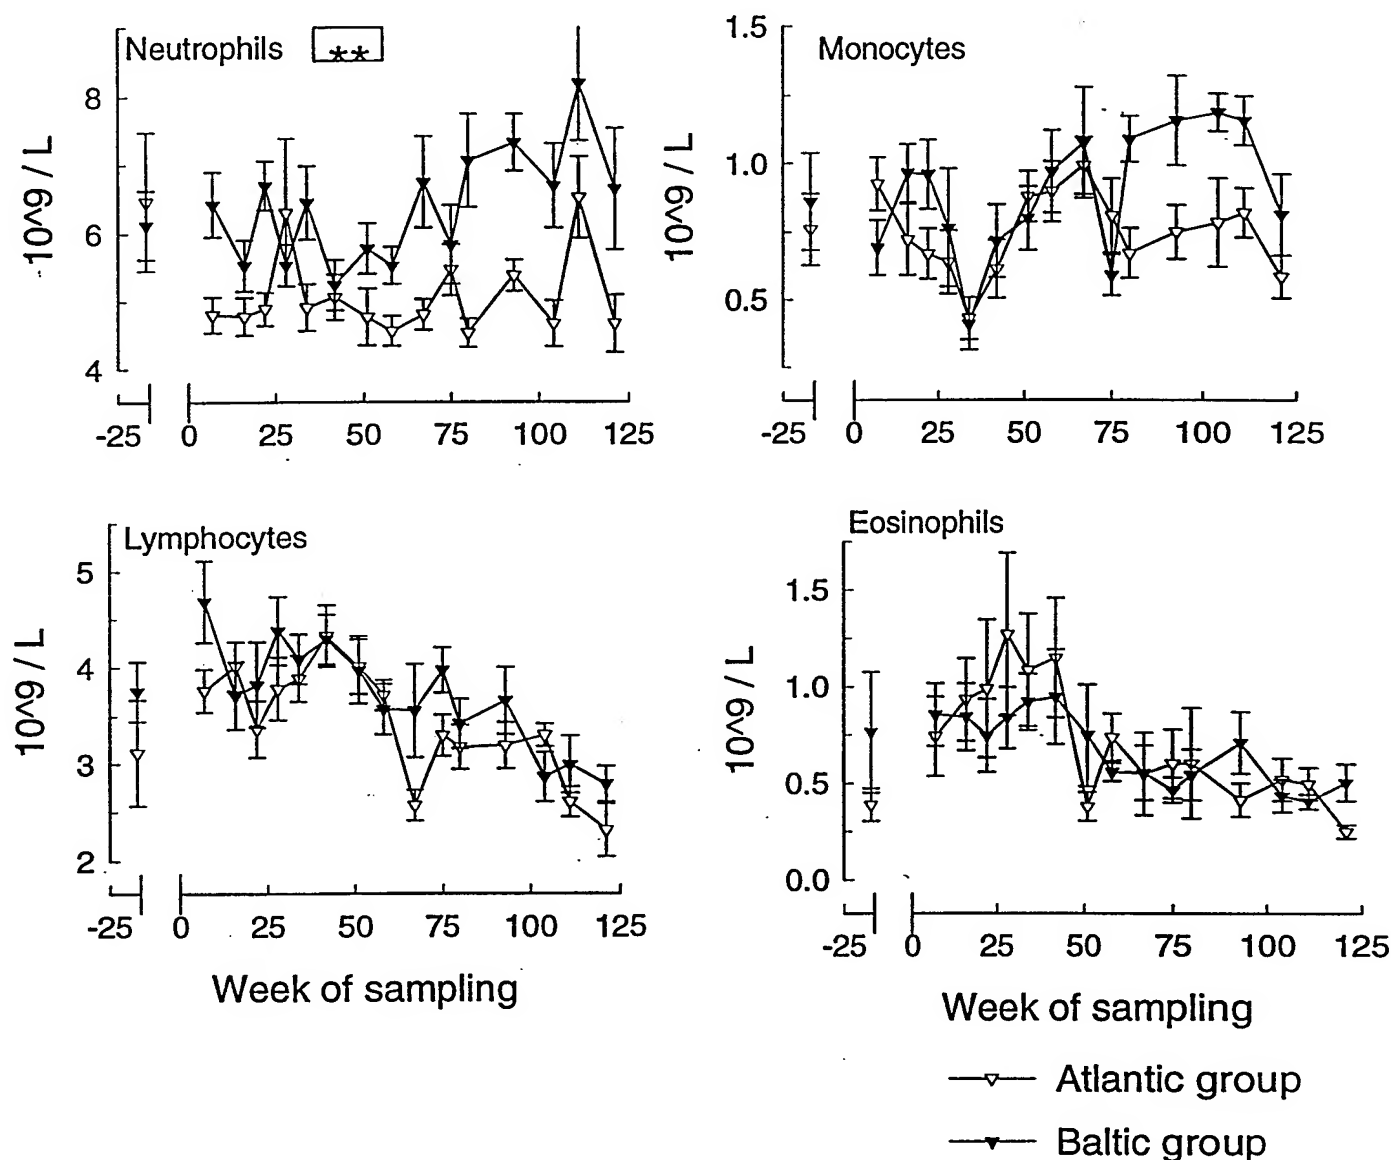 Neutrophils **
8
6
4
10^9 / L
-25 0 25 50 75 100 125
Monocytes
1.5
1.0
0.5
10^9 / L
-25 0 25 50 75 100 125
Lymphocytes
5
4
3
2
10^9 / L
-25 0 25 50 75 100 125
Week of sampling
Eosinophils
1.5
1.0
0.5
0.0
10^9 / L
-25 0 25 50 75 100 125
Week of sampling
Atlantic group
Baltic group